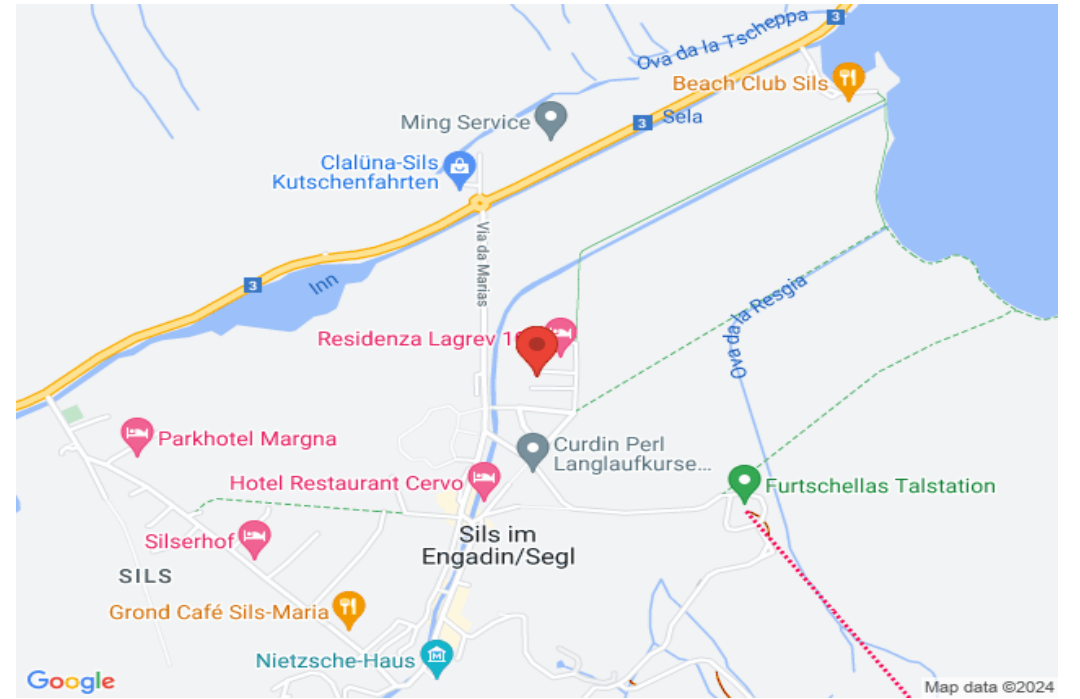 Ova da la Tscheppa
3
Beach Club Sils
Ming Service
3
Sela
Clalüna-Sils
Kutschenfahrten
Via da Marias
3
Inn
Ova da la Resgia
Residenza Lagrev
Parkhotel Margna
Curdin Perl
Langlaufkurse...
Hotel Restaurant Cervo
Furtschellas Talstation
Silserhof
Sils im
Engadin/Segl
SILS
Grond Café Sils-Maria
Nietzsche-Haus
Google
Map data ©2024